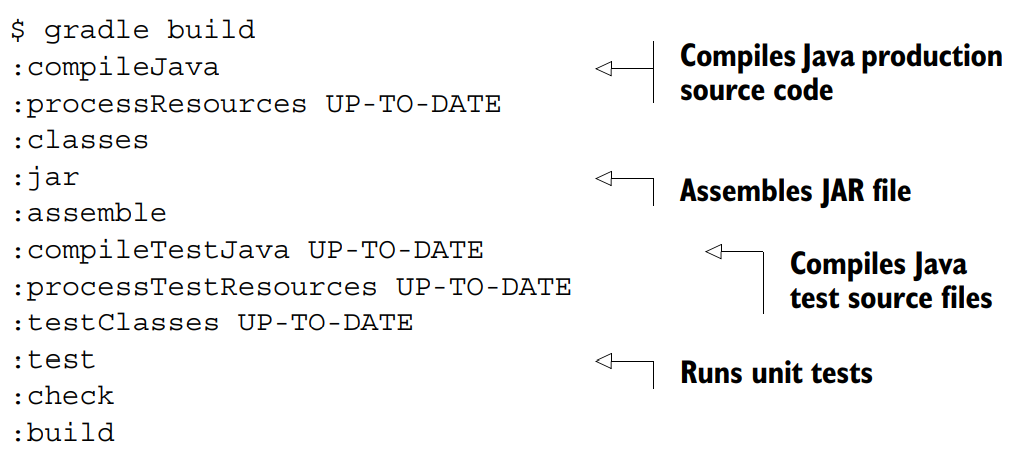 $ gradle build
:compileJava
Compiles Java production
source code
:processResources UP-TO-DATE
:classes
:jar
Assembles JAR file
:assemble
:compileTestJava UP-TO-DATE
Compiles Java
test source files
:processTestResources UP-TO-DATE
:testClasses UP-TO-DATE
:test
Runs unit tests
:check
:build